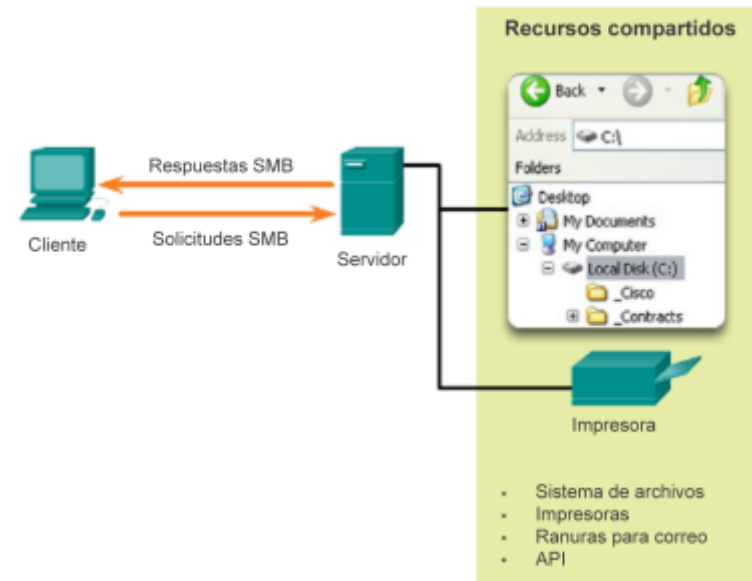 Recursos compartidos
Back
Address C:\
Folders
Desktop
My Documents
My Computer
Local Disk (C:)
_Cisco
_Contracts
Respuestas SMB
Solicitudes SMB
Cliente
Servidor
Impresora
Sistema de archivos
Impresoras
Ranuras para correo
API